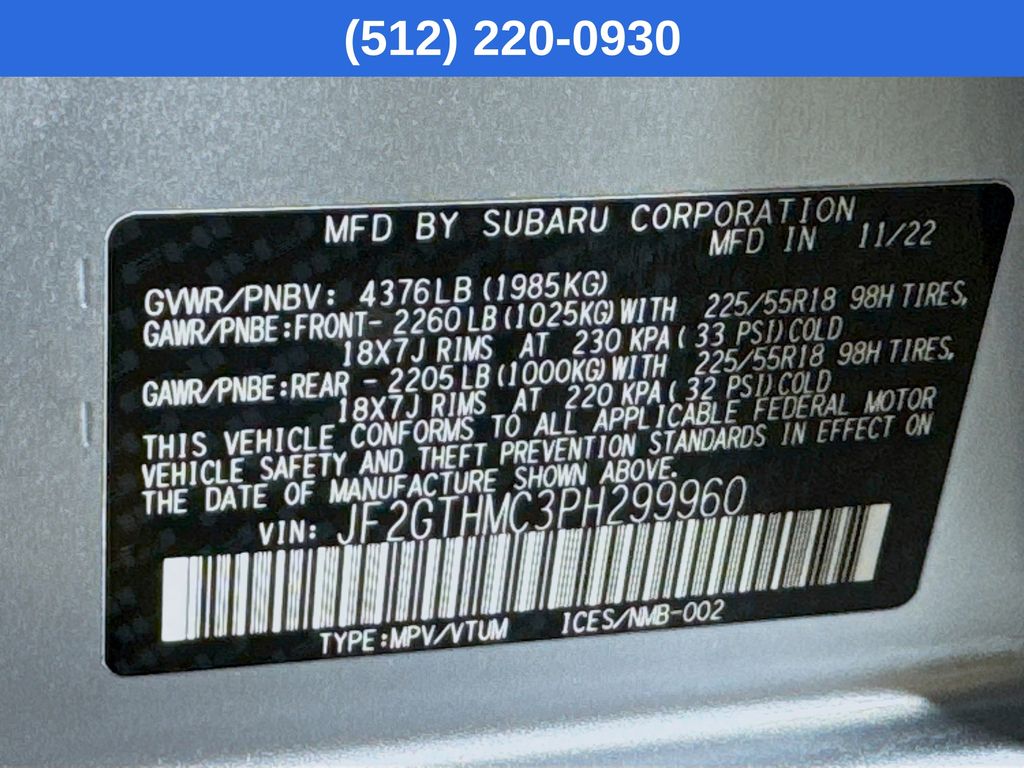 (512) 220-0930
MFD BY SUBARU CORPORATION
MFD IN 11/22
GVWR/PNBV: 4376LB (1985KG)
GAWR/PNBE:FRONT- 2260LB (1025KG) WITH 225/55R18 98H TIRES,
18X7J RIMS AT 230 KPA ( 33 PSI) COLD
GAWR/PNBE:REAR - 2205LB (1000KG) WITH 225/55R18 98H TIRES,
18X7J RIMS AT 220 KPA ( 32 PSI) COLD
THIS VEHICLE CONFORMS TO ALL APPLICABLE FEDERAL MOTOR
VEHICLE SAFETY AND THEFT PREVENTION STANDARDS IN EFFECT ON
THE DATE OF MANUFACTURE SHOWN ABOVE.
VIN: JF2GTHMC3PH299960
TYPE:MPV/VTUM ICES/NMB-002